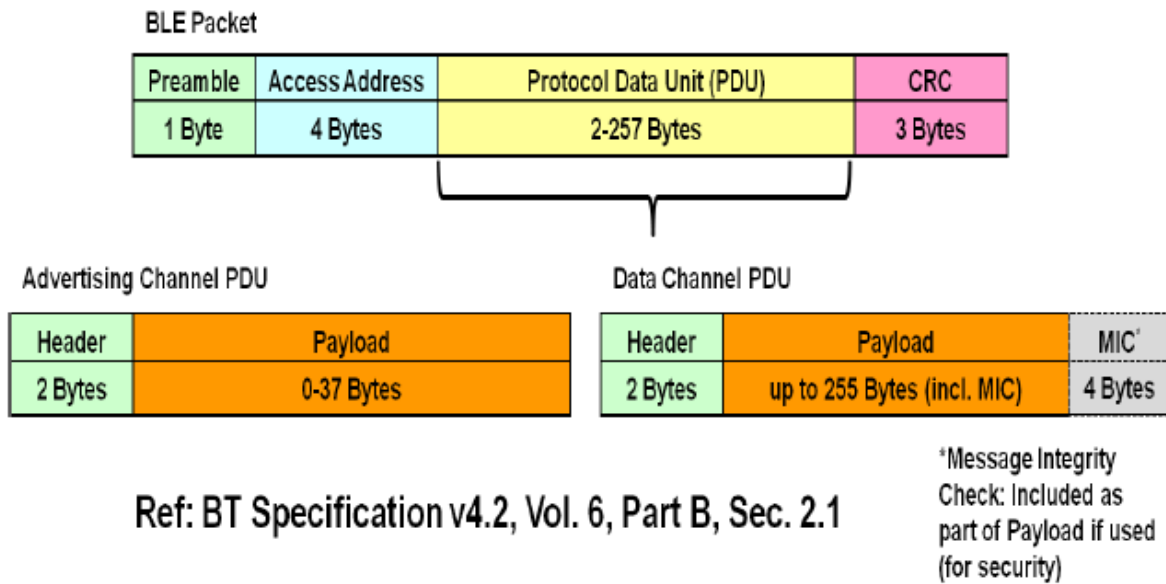 BLE Packet
Preamble Access Address Protocol Data Unit (PDU) CRC
1 Byte 4 Bytes 2-257 Bytes 3 Bytes
Advertising Channel PDU
Header Payload
2 Bytes 0-37 Bytes
Data Channel PDU
Header Payload MIC*
2 Bytes up to 255 Bytes (incl. MIC) 4 Bytes
*Message Integrity
Check: Included as
part of Payload if used
(for security)
Ref: BT Specification v4.2, Vol. 6, Part B, Sec. 2.1